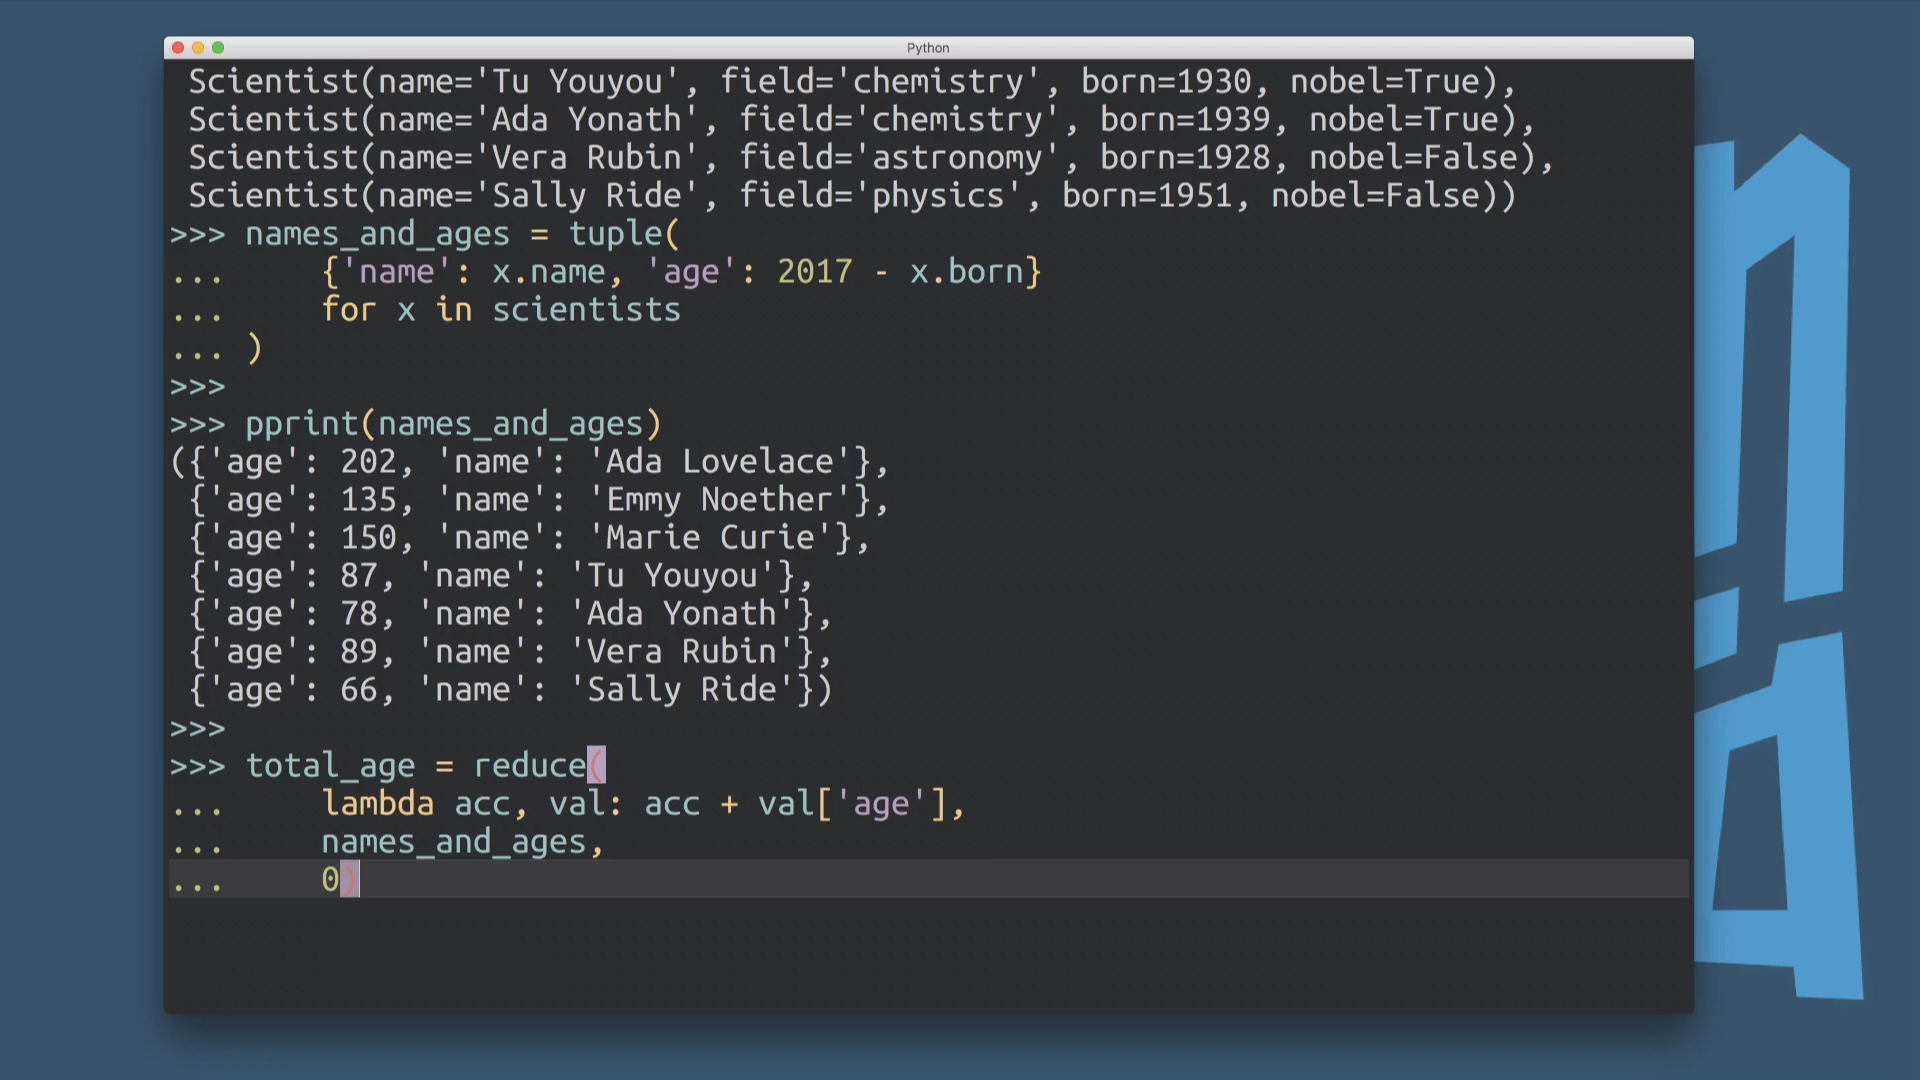 Python
Scientist(name='Tu Youyou', field='chemistry', born=1930, nobel=True),
Scientist(name='Ada Yonath', field='chemistry', born=1939, nobel=True),
Scientist(name='Vera Rubin', field='astronomy', born=1928, nobel=False),
Scientist(name='Sally Ride', field='physics', born=1951, nobel=False))
>>> names_and_ages = tuple(
...     {'name': x.name, 'age': 2017 - x.born}
...     for x in scientists
... )
>>>
>>> pprint(names_and_ages)
({'age': 202, 'name': 'Ada Lovelace'},
 {'age': 135, 'name': 'Emmy Noether'},
 {'age': 150, 'name': 'Marie Curie'},
 {'age': 87, 'name': 'Tu Youyou'},
 {'age': 78, 'name': 'Ada Yonath'},
 {'age': 89, 'name': 'Vera Rubin'},
 {'age': 66, 'name': 'Sally Ride'})
>>>
>>> total_age = reduce(
...     lambda acc, val: acc + val['age'],
...     names_and_ages,
...     0)